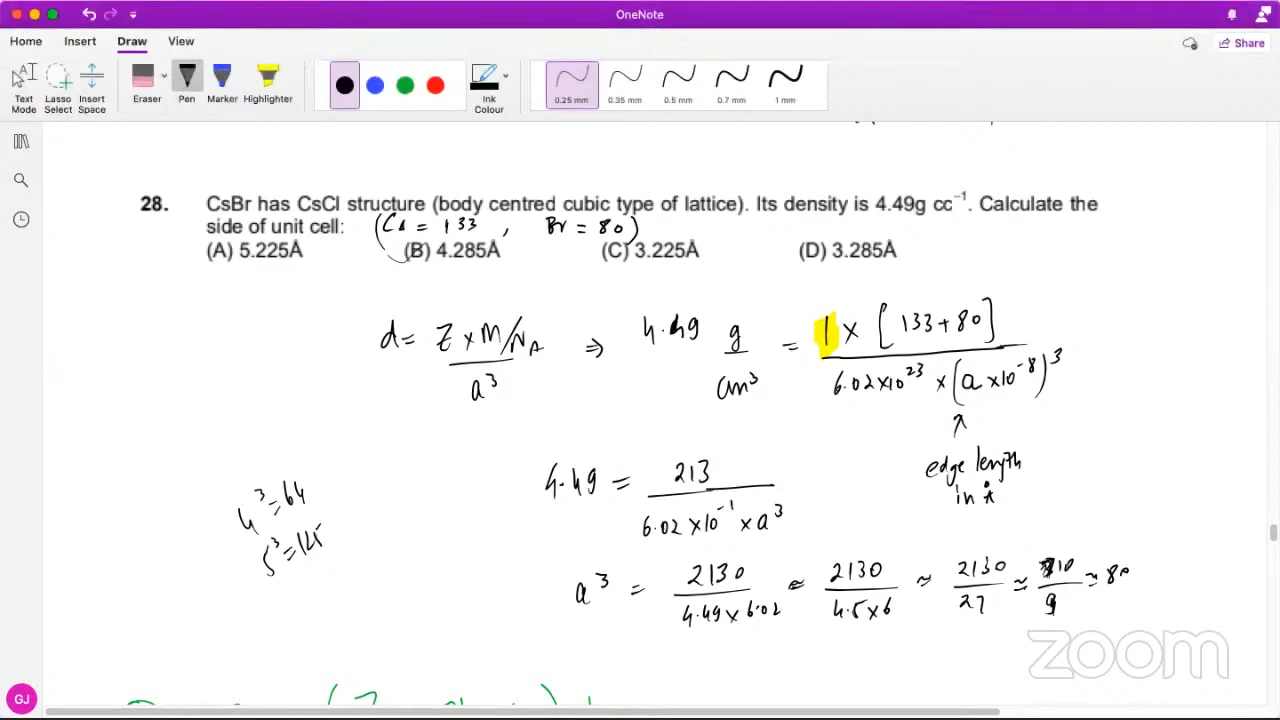 OneNote
Home Insert Draw View
Share
Text Mode
Lasso Select
Insert Space
Eraser
Pen
Marker
Highlighter
Ink Colour
0.25 mm
0.35 mm
0.5 mm
0.7 mm
1 mm
28. CsBr has CsCl structure (body centred cubic type of lattice). Its density is 4.49g cc⁻¹. Calculate the
side of unit cell: (Cs = 133 , Br = 80)
(A) 5.225Å (B) 4.285Å (C) 3.225Å (D) 3.285Å
d = Z × M/N_A / a³ ⇒ 4.49 g/cm³ = 1 × [133+80] / 6.02×10²³ × (a×10⁻⁸)³
edge length
in Å
4.49 = 213 / 6.02×10⁻¹ × a³
4³=64
5³=125
a³ = 2130 / 4.49×6.02 ≈ 2130 / 4.5×6 ≈ 2130 / 27 ≈ 710 / 9 ≈ 80
GJ
zoom